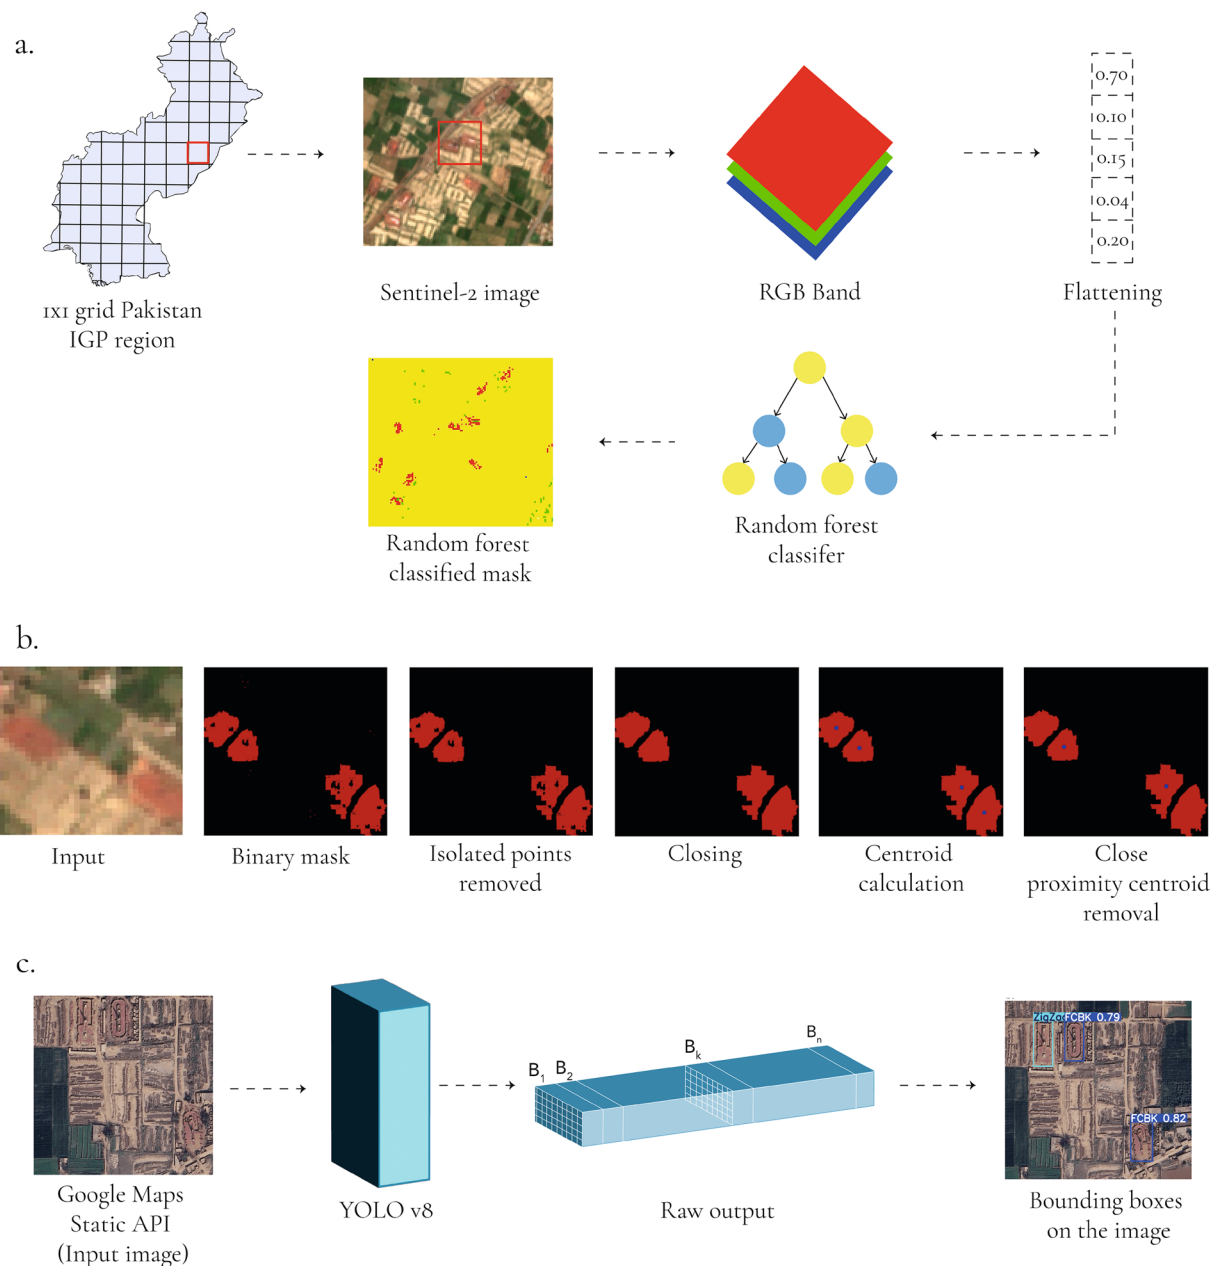 a.
1x1 grid Pakistan
IGP region
Sentinel-2 image
RGB Band
0.70
0.10
0.15
0.04
0.20
Flattening
Random forest
classified mask
Random forest
classifer
b.
Input
Binary mask
Isolated points
removed
Closing
Centroid
calculation
Close
proximity centroid
removal
c.
Google Maps
Static API
(Input image)
YOLO v8
B1
B2
Bk
Bn
Raw output
FCBK 0.79
FCBK 0.82
Bounding boxes
on the image